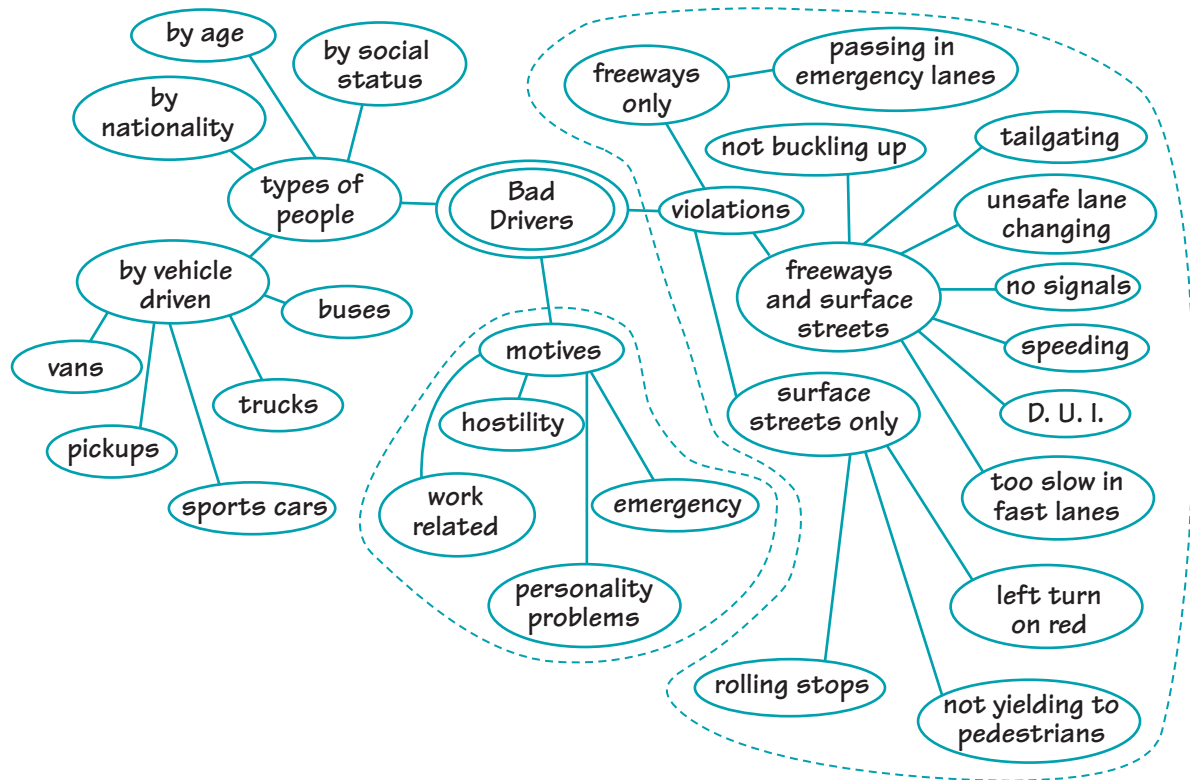 by age
by social
status
by
nationality
types of
people
by vehicle
driven
buses
vans
trucks
pickups
sports cars
Bad
Drivers
motives
hostility
work
related
emergency
personality
problems
violations
freeways
only
passing in
emergency lanes
not buckling up
tailgating
unsafe lane
changing
freeways
and surface
streets
no signals
speeding
D. U. I.
too slow in
fast lanes
surface
streets only
left turn
on red
rolling stops
not yielding to
pedestrians